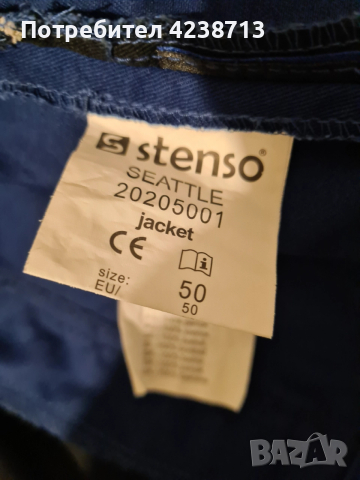 Потребител 4238713
S stenso®
SEATTLE
20205001
jacket
CE i
size: 50
EU/ 50
BAZAR